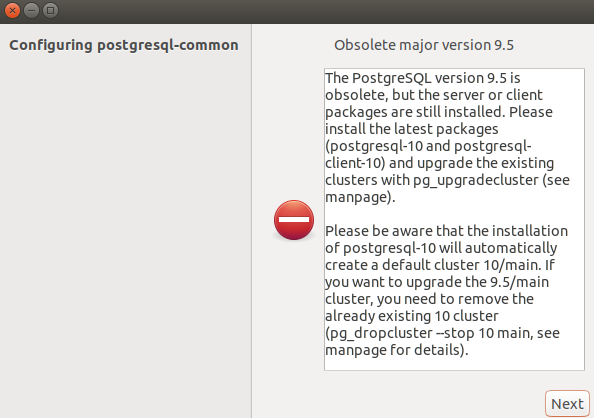 Configuring postgresql-common
Obsolete major version 9.5
The PostgreSQL version 9.5 is
obsolete, but the server or client
packages are still installed. Please
install the latest packages
(postgresql-10 and postgresql-
client-10) and upgrade the existing
clusters with pg_upgradecluster (see
manpage).
Please be aware that the installation
of postgresql-10 will automatically
create a default cluster 10/main. If
you want to upgrade the 9.5/main
cluster, you need to remove the
already existing 10 cluster
(pg_dropcluster --stop 10 main, see
manpage for details).
Next